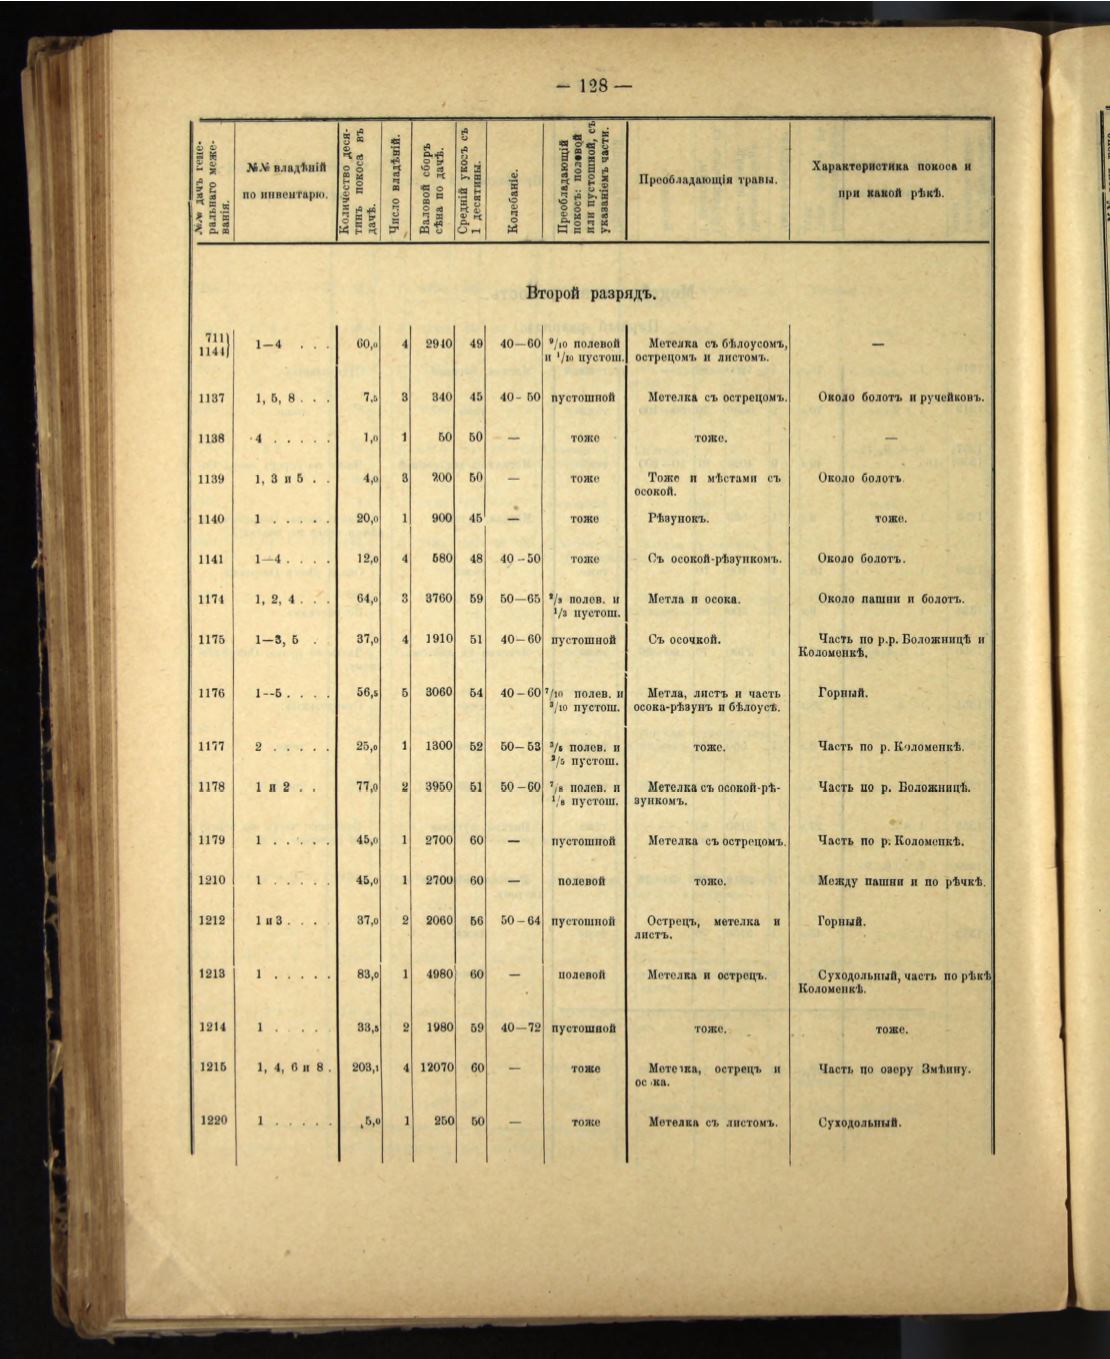 — 128 —
№№ дачъ гене-
ральнаго меже-
ванія.
№№ владѣній
по инвентарю.
Количество деся-
тинъ покоса въ
дачѣ.
Число владѣній.
Валовой сборъ
сѣна по дачѣ.
Средній укосъ съ
1 десятины.
Колебаніе.
Преобладающій
покосъ: полевой
или пустошной, съ
указаніемъ части.
Преобладающія травы.
Характеристика покоса и
при какой рѣкѣ.
Второй разрядъ.
711)
1144)
1—4 . . . 60,0 4 2940 49 40—60 9/10 полевой Метелка съ бѣлоусомъ, —
и 1/10 пустош. острецомъ и листомъ.
1137 1, 5, 8 . . . 7,5 3 340 45 40-50 пустошной Метелка съ острецомъ. Около болотъ и ручейковъ.
1138 4 . . . . . 1,0 1 50 50 — тоже тоже. —
1139 1, 3 и 5 . . 4,0 3 200 50 — тоже Тоже и мѣстами съ Около болотъ
осокой.
1140 1 . . . . . 20,0 1 900 45 — тоже Рѣзунокъ. тоже.
1141 1—4 . . . . 12,0 4 580 48 40-50 тоже Съ осокой-рѣзункомъ. Около болотъ.
1174 1, 2, 4 . . . 64,0 3 3760 59 50—65 2/3 полев. и Метла и осока. Около пашни и болотъ.
1/3 пустош.
1175 1—3, 5 . 37,0 4 1910 51 40—60 пустошной Съ осочкой. Часть по р.р. Боложницѣ и
Коломенкѣ.
1176 1--5 . . . . 56,5 5 3060 54 40—60 7/10 полев. и Метла, листъ и часть Горный.
3/10 пустош. осока-рѣзунъ и бѣлоусъ.
1177 2 . . . . . 25,0 1 1300 52 50—53 3/5 полев. и тоже. Часть по р. Коломенкѣ.
2/5 пустош.
1178 1 и 2 . . 77,0 2 3950 51 50-60 7/8 полев. и Метелка съ осокой-рѣ- Часть по р. Боложницѣ.
1/8 пустош. зункомъ.
1179 1 . . . . . 45,0 1 2700 60 — пустошной Метелка съ острецомъ. Часть по р. Коломенкѣ.
1210 1 . . . . . 45,0 1 2700 60 — полевой тоже. Между пашни и по рѣчкѣ.
1212 1 и 3 . . . . 37,0 2 2060 56 50-64 пустошной Острецъ, метелка и Горный.
листъ.
1213 1 . . . . . 83,0 1 4980 60 — полевой Метелка и острецъ. Суходольный, часть по рѣкѣ
Коломенкѣ.
1214 1 . . . . 33,5 2 1980 59 40—72 пустошной тоже. тоже.
1215 1, 4, 6 и 8 . 203,1 4 12070 60 — тоже Метелка, острецъ и Часть по озеру Змѣину.
осока.
1220 1 . . . . . 5,0 1 250 50 — тоже Метелка съ листомъ. Суходольный.